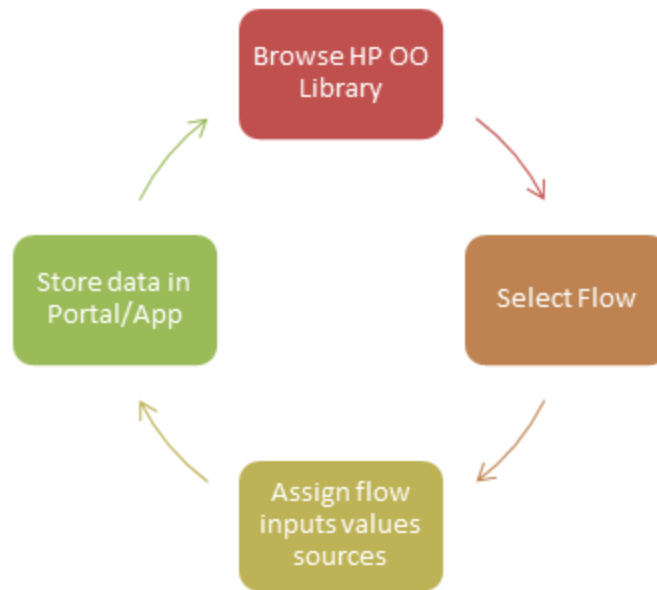 Browse HP OO
Library
Select Flow
Assign flow
inputs values
sources
Store data in
Portal/App